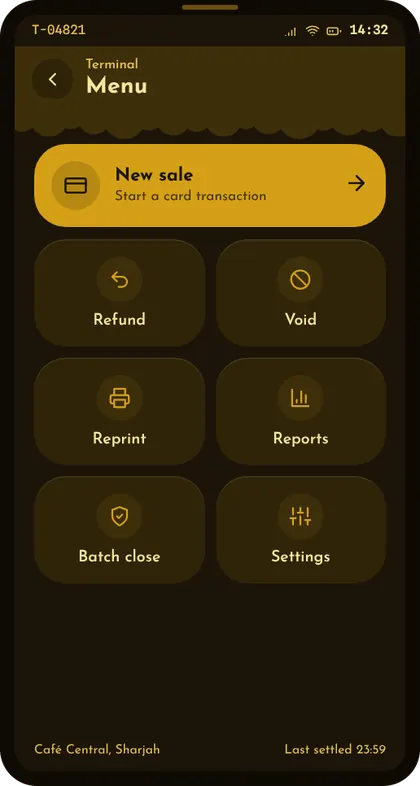 T-04821
14:32
Terminal
Menu
New sale
Start a card transaction
Refund
Void
Reprint
Reports
Batch close
Settings
Café Central, Sharjah
Last settled 23:59